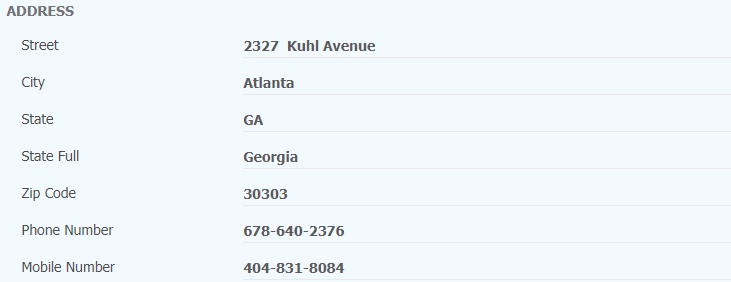 ADDRESS
Street 2327  Kuhl Avenue
City Atlanta
State GA
State Full Georgia
Zip Code 30303
Phone Number 678-640-2376
Mobile Number 404-831-8084